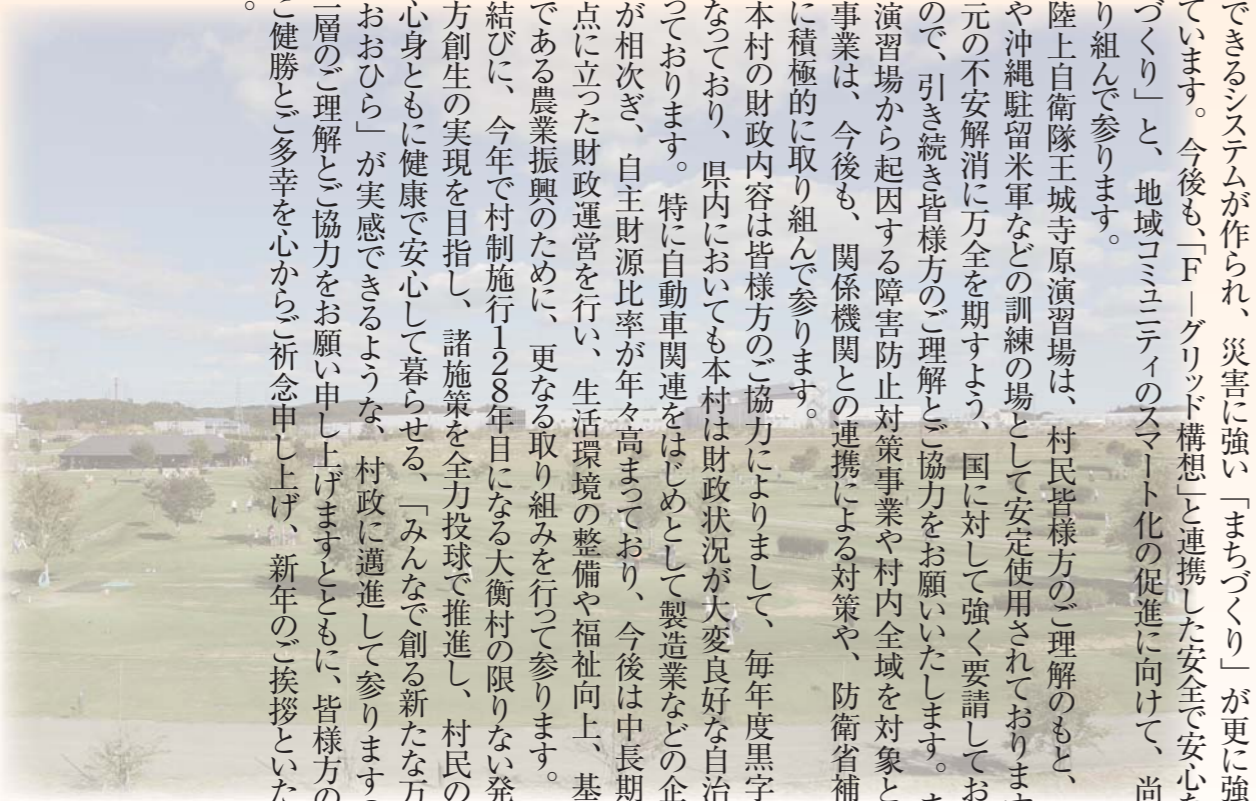 できるシステムが作られ、災害に強い「まちづくり」が更に強
ています。今後も、「F－グリッド構想」と連携した安全で安心な
づくり」と、地域コミュニティのスマート化の促進に向けて、尚
り組んで参ります。
陸上自衛隊王城寺原演習場は、村民皆様方のご理解のもと、
や沖縄駐留米軍などの訓練の場として安定使用されておりま
元の不安解消に万全を期すよう、国に対して強く要請してお
ので、引き続き皆様方のご理解とご協力をお願いいたします。
演習場から起因する障害防止対策事業や村内全域を対象と
事業は、今後も、関係機関との連携による対策や、防衛省補
に積極的に取り組んで参ります。
本村の財政内容は皆様方のご協力によりまして、毎年度黒字
なっており、県内においても本村は財政状況が大変良好な自治
っております。特に自動車関連をはじめとして製造業などの企
が相次ぎ、自主財源比率が年々高まっており、今後は中長期
点に立った財政運営を行い、生活環境の整備や福祉向上、基
である農業振興のために、更なる取り組みを行って参ります。
結びに、今年で村制施行128年目になる大衡村の限りない発
方創生の実現を目指し、諸施策を全力投球で推進し、村民の
心身ともに健康で安心して暮らせる、「みんなで創る新たな万
おおひら」が実感できるような、村政に邁進して参りますの
一層のご理解とご協力をお願い申し上げますとともに、皆様方の
ご健勝とご多幸を心からご祈念申し上げ、新年のご挨拶といた
。